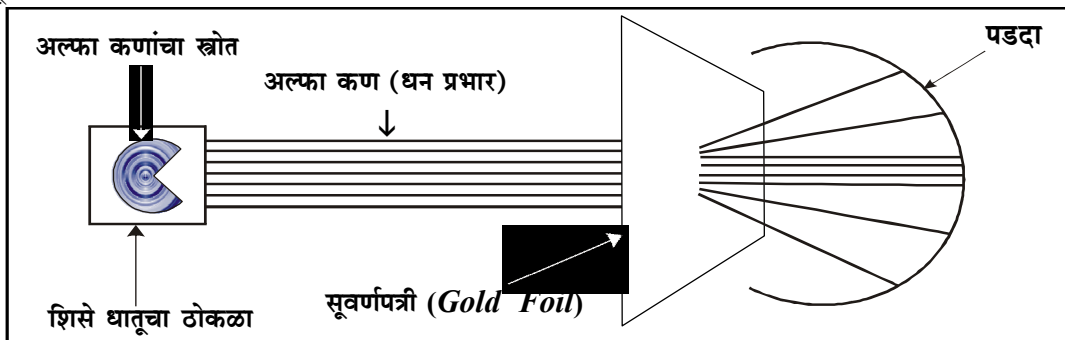 अल्फा कणांचा स्त्रोत
पडदा
अल्फा कण (धन प्रभार)
सूवर्णपत्री (Gold Foil)
शिसे धातूचा ठोकळा